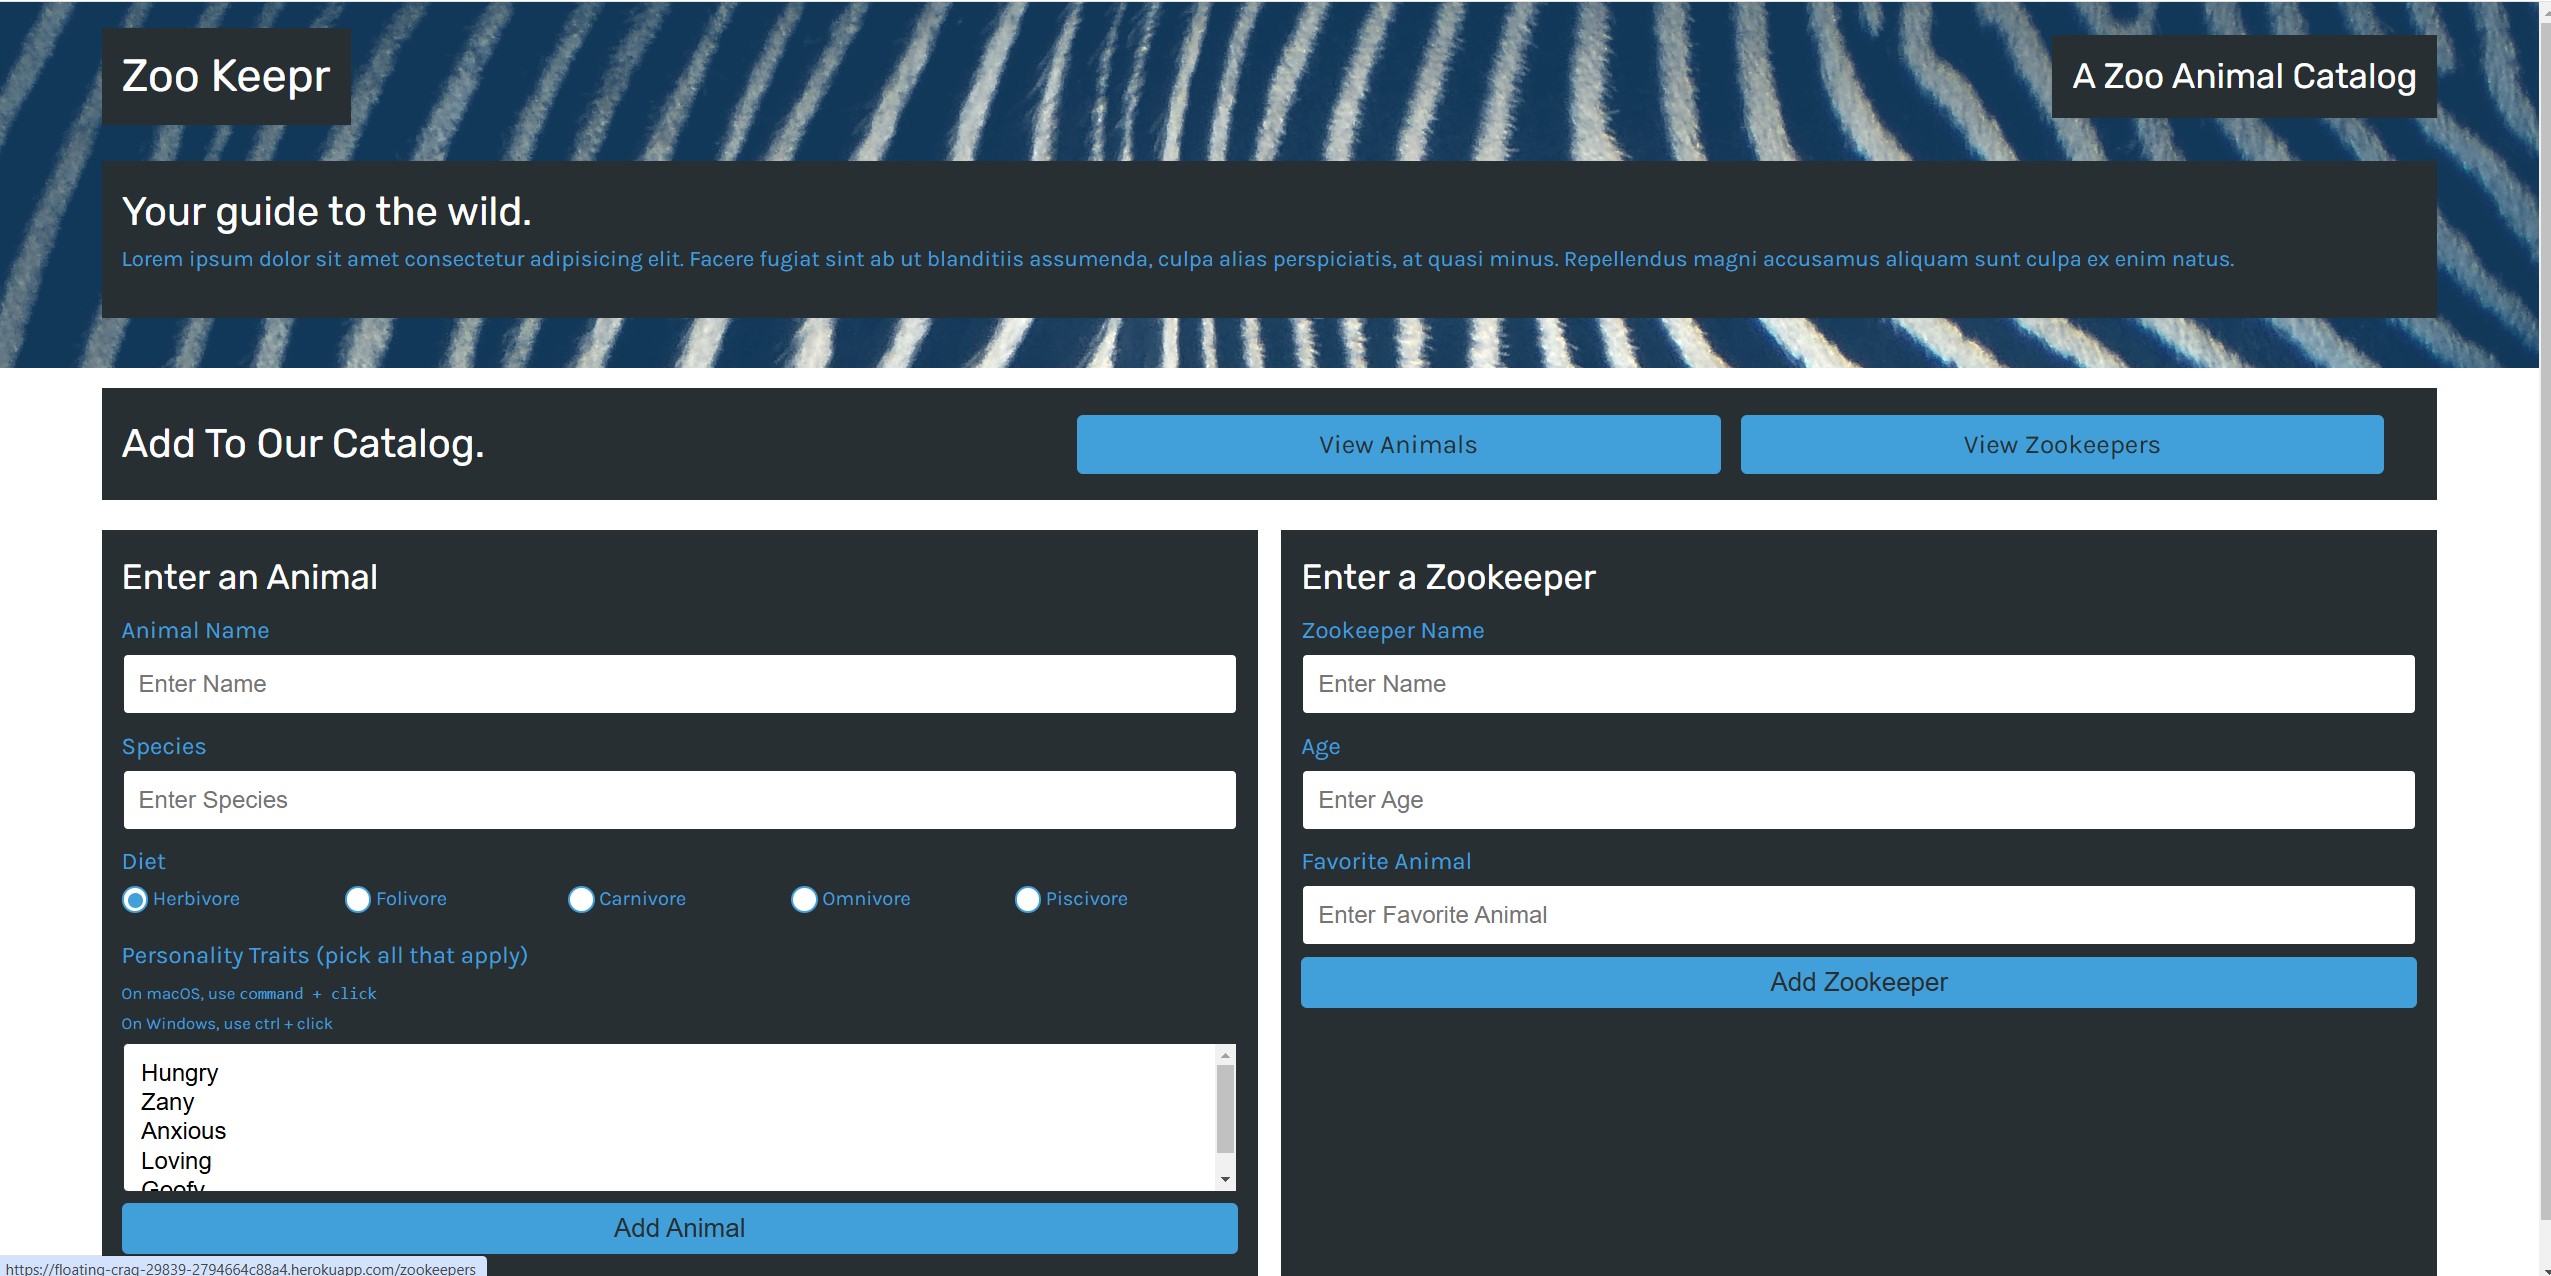 Zoo Keepr
A Zoo Animal Catalog
Your guide to the wild.
Lorem ipsum dolor sit amet consectetur adipisicing elit. Facere fugiat sint ab ut blanditiis assumenda, culpa alias perspiciatis, at quasi minus. Repellendus magni accusamus aliquam sunt culpa ex enim natus.
Add To Our Catalog.
View Animals
View Zookeepers
Enter an Animal
Animal Name
Enter Name
Species
Enter Species
Diet
Herbivore Folivore Carnivore Omnivore Piscivore
Personality Traits (pick all that apply)
On macOS, use command + click
On Windows, use ctrl + click
Hungry
Zany
Anxious
Loving
Goofy
Add Animal
Enter a Zookeeper
Zookeeper Name
Enter Name
Age
Enter Age
Favorite Animal
Enter Favorite Animal
Add Zookeeper
https://floating-crag-29839-2794664c88a4.herokuapp.com/zookeepers